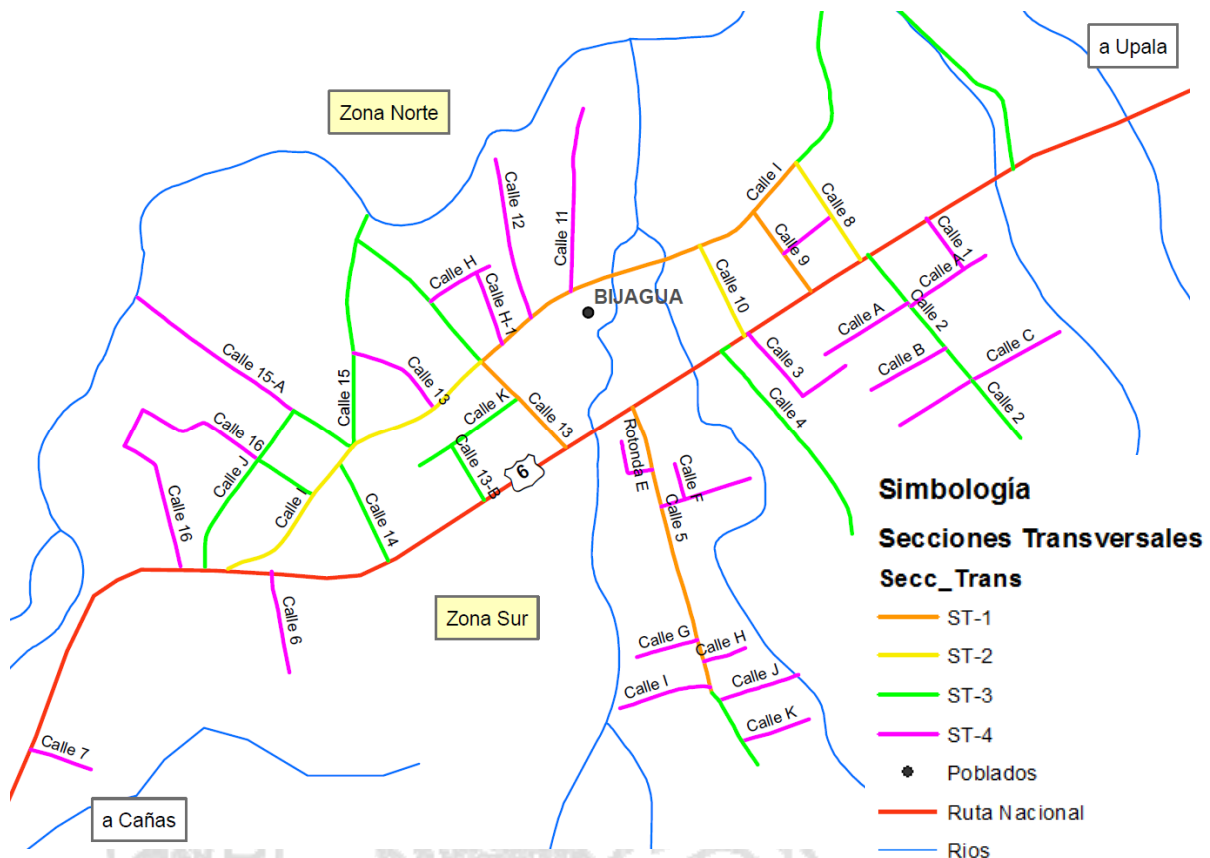 a Upala
Zona Norte
Calle I
Calle 12
Calle 8
Calle 11
Calle 9
Calle 1
Calle H
Calle A
Calle H-1
BIJAGUA
Calle 10
Calle 2
Calle A
Calle 15-A
Calle 15
Calle 13
Calle 3
Calle B
Calle C
Calle K
Calle 13
Calle 4
Calle 2
Calle 16
Calle J
Calle 13-B
6
Rotonda E
Calle F
Calle I
Calle 16
Calle 14
Calle 5
Simbología
Secciones Transversales
Secc_Trans
Zona Sur
Calle 6
ST-1
Calle G
Calle H
ST-2
Calle I
Calle J
ST-3
Calle K
ST-4
Calle 7
Poblados
a Cañas
Ruta Nacional
Rios